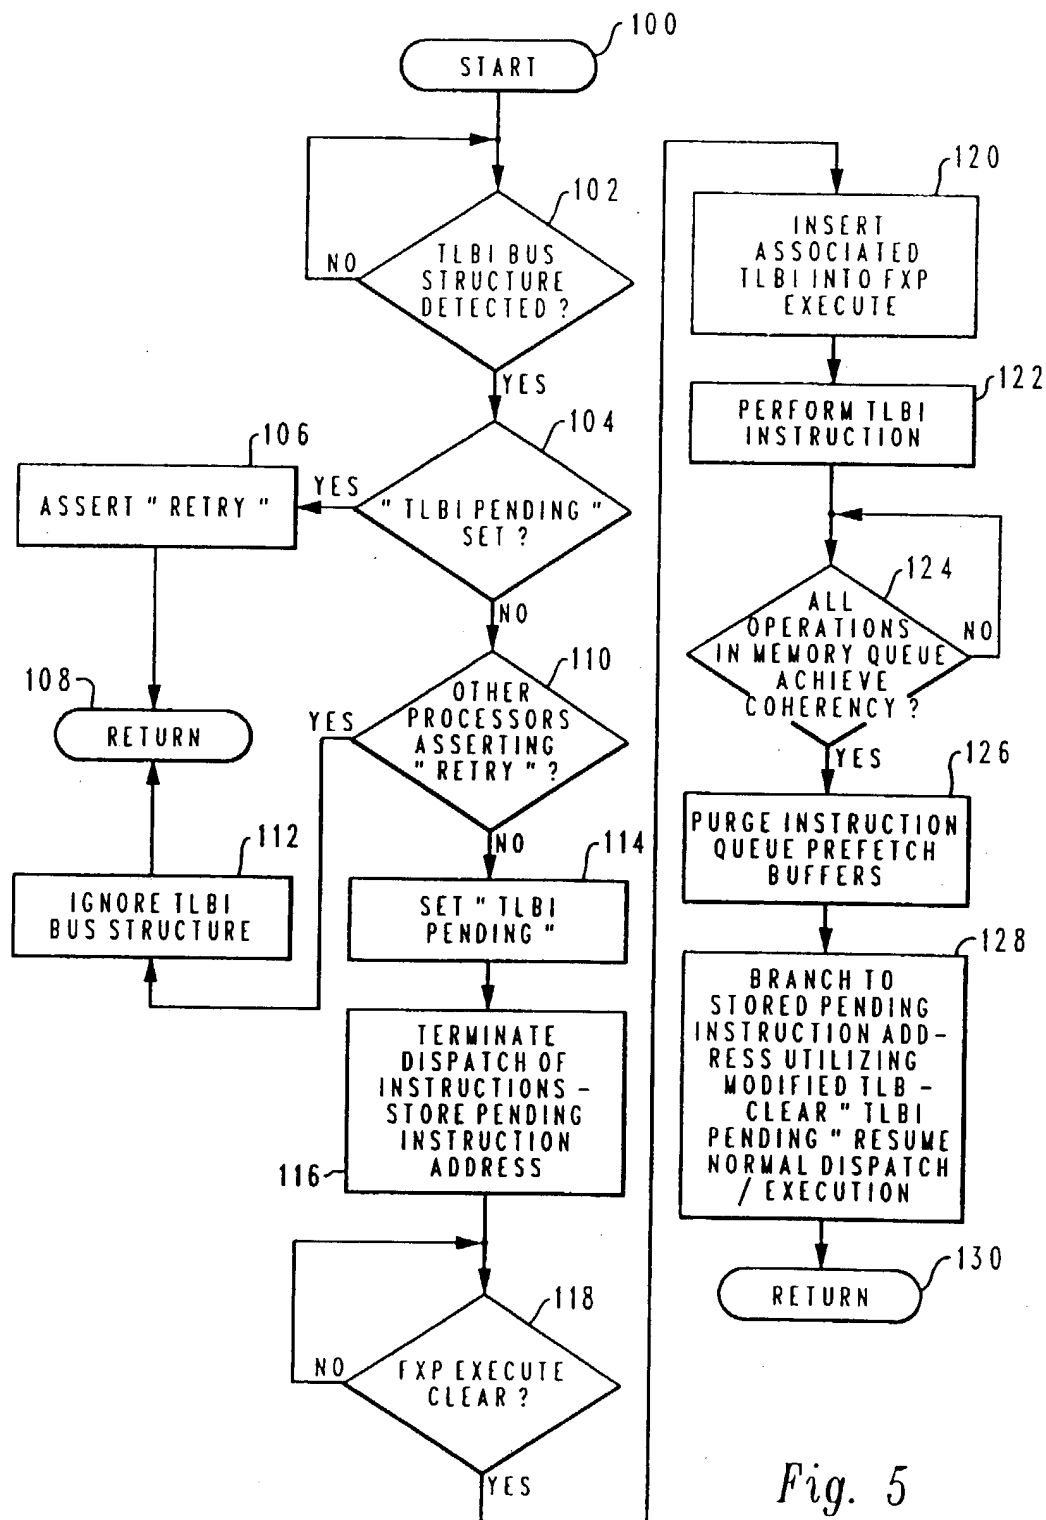 100
START
102
TLBI BUS
STRUCTURE
DETECTED ?
NO
YES
104
" TLBI PENDING "
SET ?
YES
106
ASSERT " RETRY "
NO
108
RETURN
110
OTHER
PROCESSORS
ASSERTING
" RETRY " ?
YES
112
IGNORE TLBI
BUS STRUCTURE
NO
114
SET " TLBI
PENDING "
116
TERMINATE
DISPATCH OF
INSTRUCTIONS -
STORE PENDING
INSTRUCTION
ADDRESS
118
FXP EXECUTE
CLEAR ?
NO
YES
120
INSERT
ASSOCIATED
TLBI INTO FXP
EXECUTE
122
PERFORM TLBI
INSTRUCTION
124
ALL
OPERATIONS
IN MEMORY QUEUE
ACHIEVE
COHERENCY ?
NO
YES
126
PURGE INSTRUCTION
QUEUE PREFETCH
BUFFERS
128
BRANCH TO
STORED PENDING
INSTRUCTION ADD-
RESS UTILIZING
MODIFIED TLB -
CLEAR " TLBI
PENDING " RESUME
NORMAL DISPATCH
/ EXECUTION
130
RETURN
Fig. 5